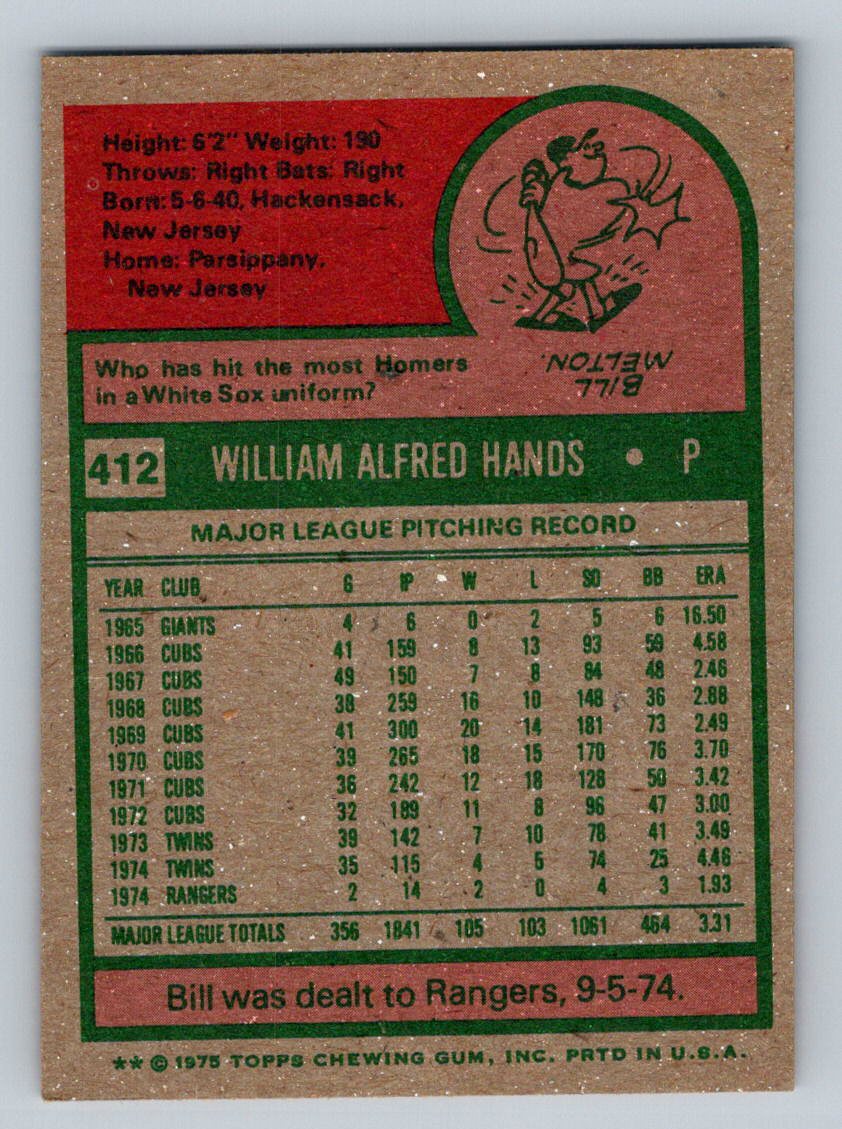 Height: 6'2" Weight: 190
Throws: Right Bats: Right
Born: 5-6-40, Hackensack,
New Jersey
Home: Parsippany,
New Jersey
Who has hit the most Homers
in a White Sox uniform?
BILL
MELTON.
412 WILLIAM ALFRED HANDS • P
MAJOR LEAGUE PITCHING RECORD
YEAR CLUB G IP W L SO BB ERA
1965 GIANTS 4 6 0 2 5 6 16.50
1966 CUBS 41 159 8 13 93 59 4.58
1967 CUBS 49 150 7 8 84 48 2.46
1968 CUBS 38 259 16 10 148 36 2.88
1969 CUBS 41 300 20 14 181 73 2.49
1970 CUBS 39 265 18 15 170 76 3.70
1971 CUBS 36 242 12 18 128 50 3.42
1972 CUBS 32 189 11 8 96 47 3.00
1973 TWINS 39 142 7 10 78 41 3.49
1974 TWINS 35 115 4 5 74 25 4.46
1974 RANGERS 2 14 2 0 4 3 1.93
MAJOR LEAGUE TOTALS 356 1841 105 103 1061 464 3.31
Bill was dealt to Rangers, 9-5-74.
** © 1975 TOPPS CHEWING GUM, INC. PRTD IN U.S.A.